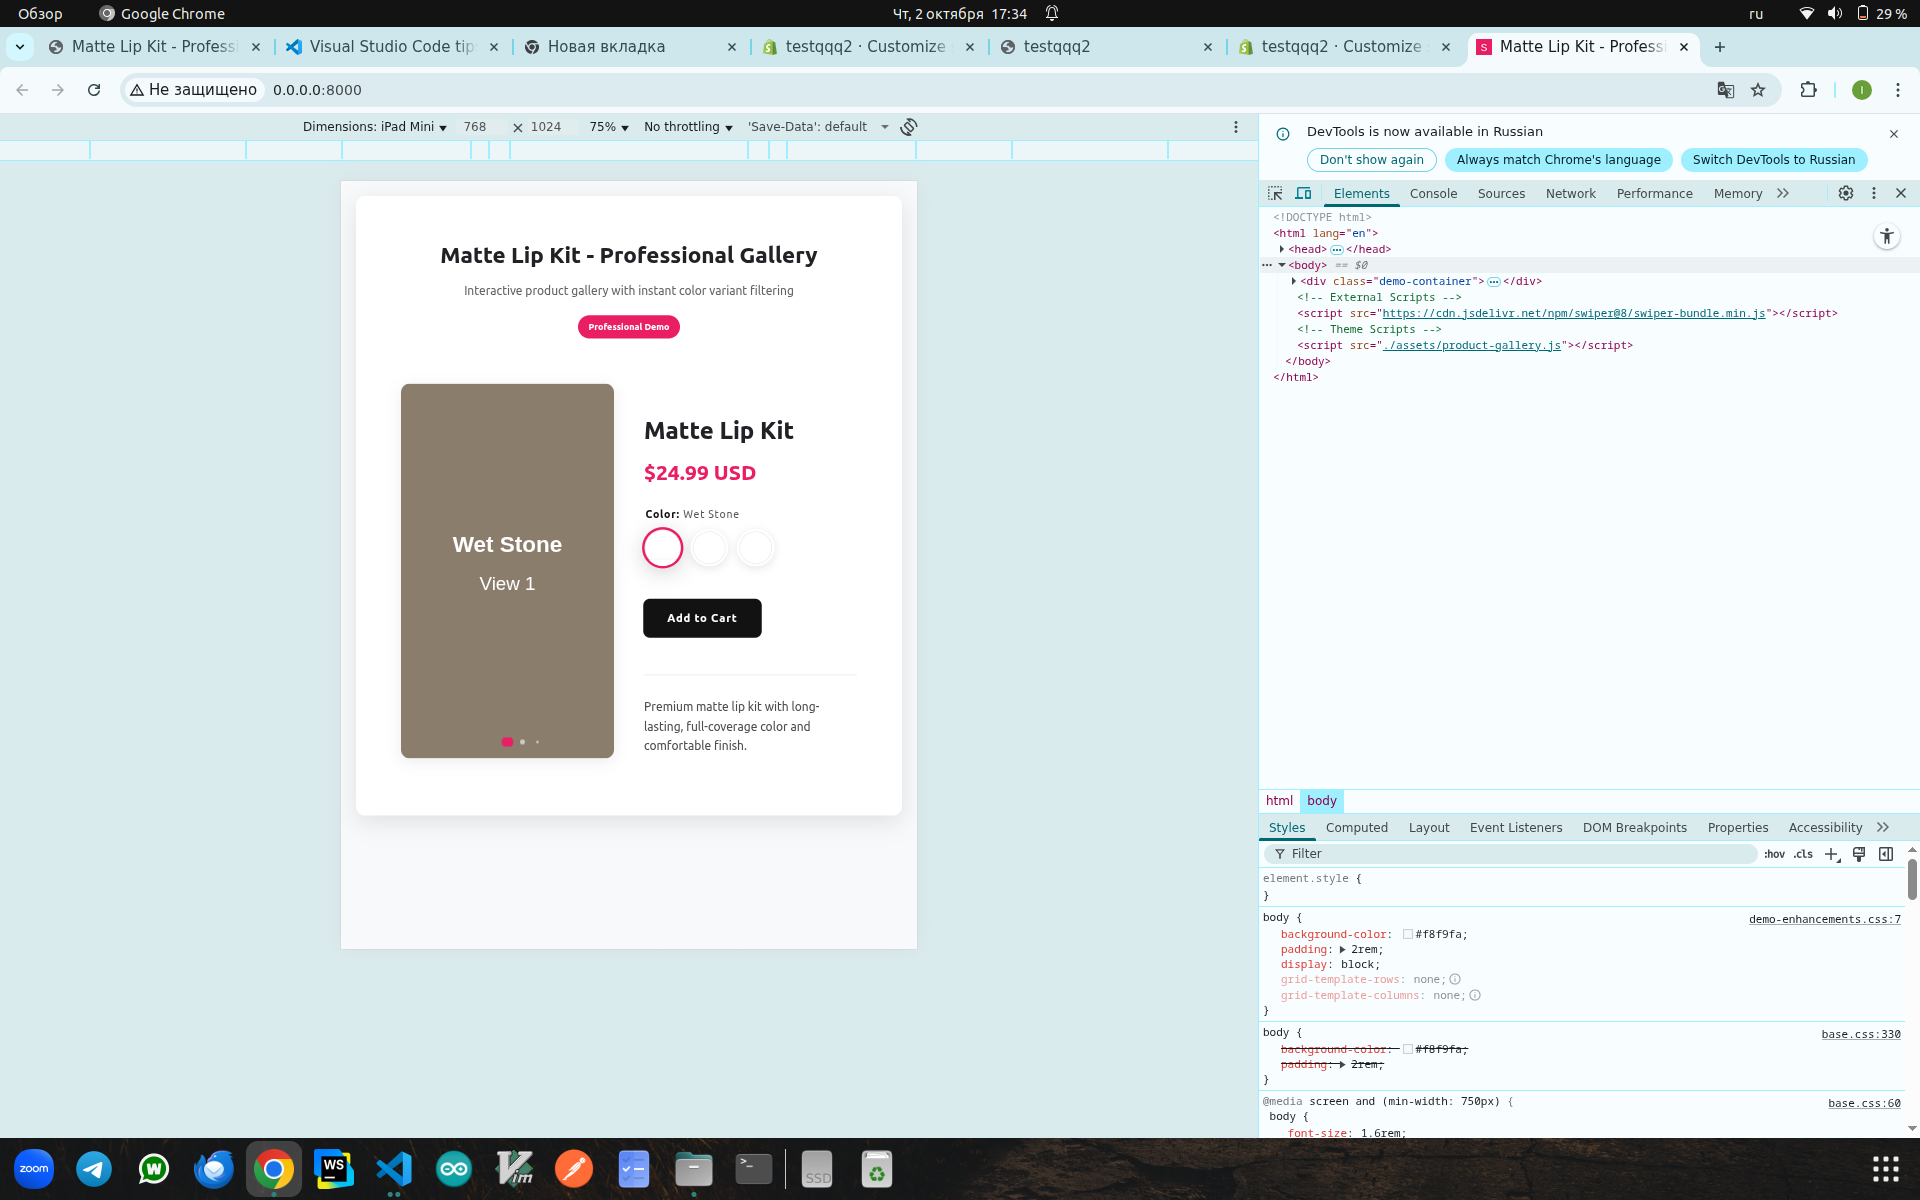 Обзор
Google Chrome
Чт, 2 октября 17:34
ru
29 %
Matte Lip Kit - Profess
Visual Studio Code tip
Новая вкладка
testqqq2 · Customize
testqqq2
testqqq2 · Customize
Matte Lip Kit - Profess
Не защищено
0.0.0.0:8000
Dimensions: iPad Mini
768
1024
75%
No throttling
'Save-Data': default
DevTools is now available in Russian
Don't show again
Always match Chrome's language
Switch DevTools to Russian
Elements
Console
Sources
Network
Performance
Memory
<!DOCTYPE html>
<html lang="en">
<head> </head>
<body> == $0
<div class="demo-container"> </div>
<!-- External Scripts -->
<script src="https://cdn.jsdelivr.net/npm/swiper@8/swiper-bundle.min.js"></script>
<!-- Theme Scripts -->
<script src="./assets/product-gallery.js"></script>
</body>
</html>
Matte Lip Kit - Professional Gallery
Interactive product gallery with instant color variant filtering
Professional Demo
Wet Stone
View 1
Matte Lip Kit
$24.99 USD
Color: Wet Stone
Add to Cart
Premium matte lip kit with long-
lasting, full-coverage color and
comfortable finish.
html
body
Styles
Computed
Layout
Event Listeners
DOM Breakpoints
Properties
Accessibility
Filter
:hov
.cls
element.style {
}
body {
demo-enhancements.css:7
background-color: #f8f9fa;
padding: 2rem;
display: block;
grid-template-rows: none;
grid-template-columns: none;
}
body {
base.css:330
background-color: #f8f9fa;
padding: 2rem;
}
@media screen and (min-width: 750px) {
base.css:60
body {
font-size: 1.6rem;
zoom
WS
Vim
SSD